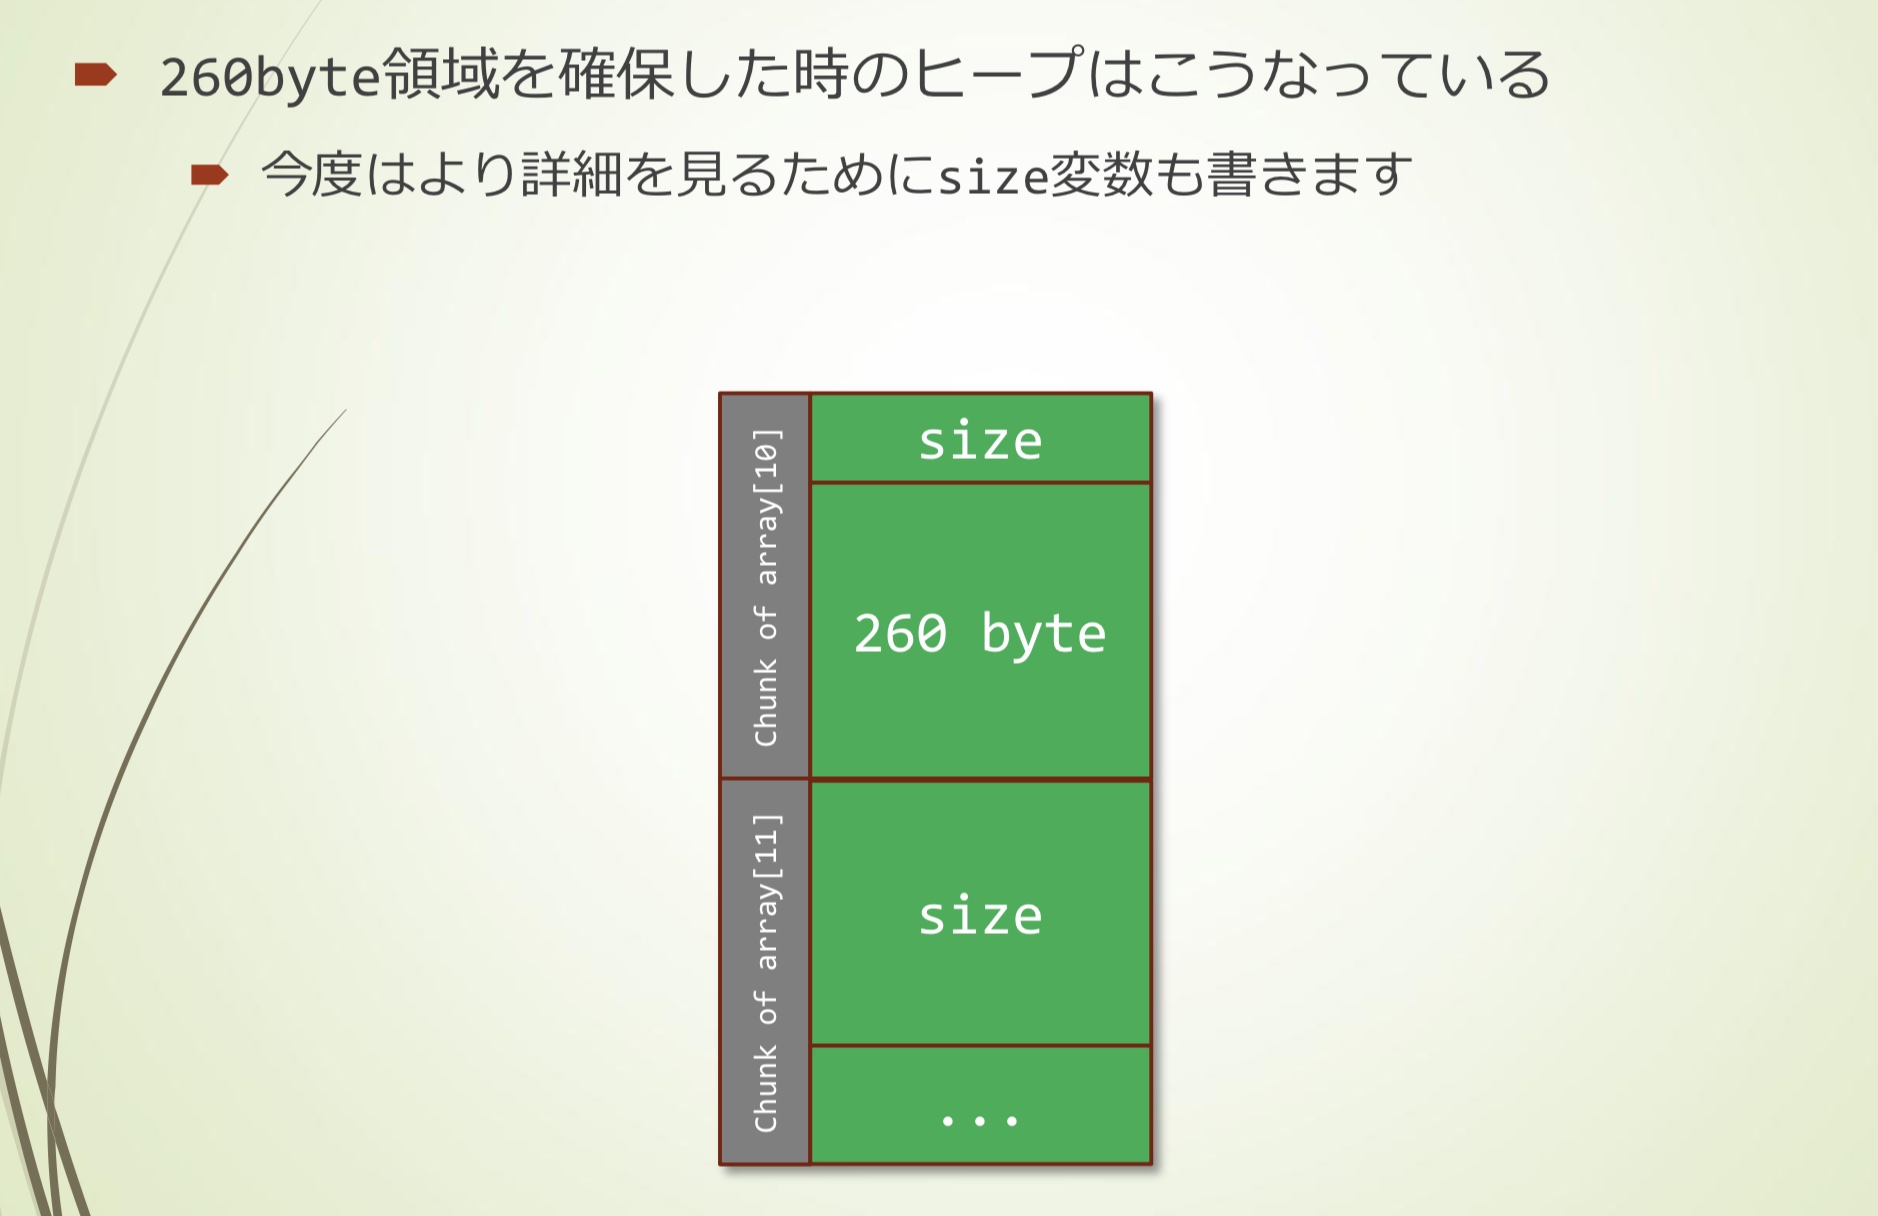 260byte領域を確保した時のヒープはこうなっている
今度はより詳細を見るためにsize変数も書きます
Chunk of array[10]
size
260 byte
Chunk of array[11]
size
...